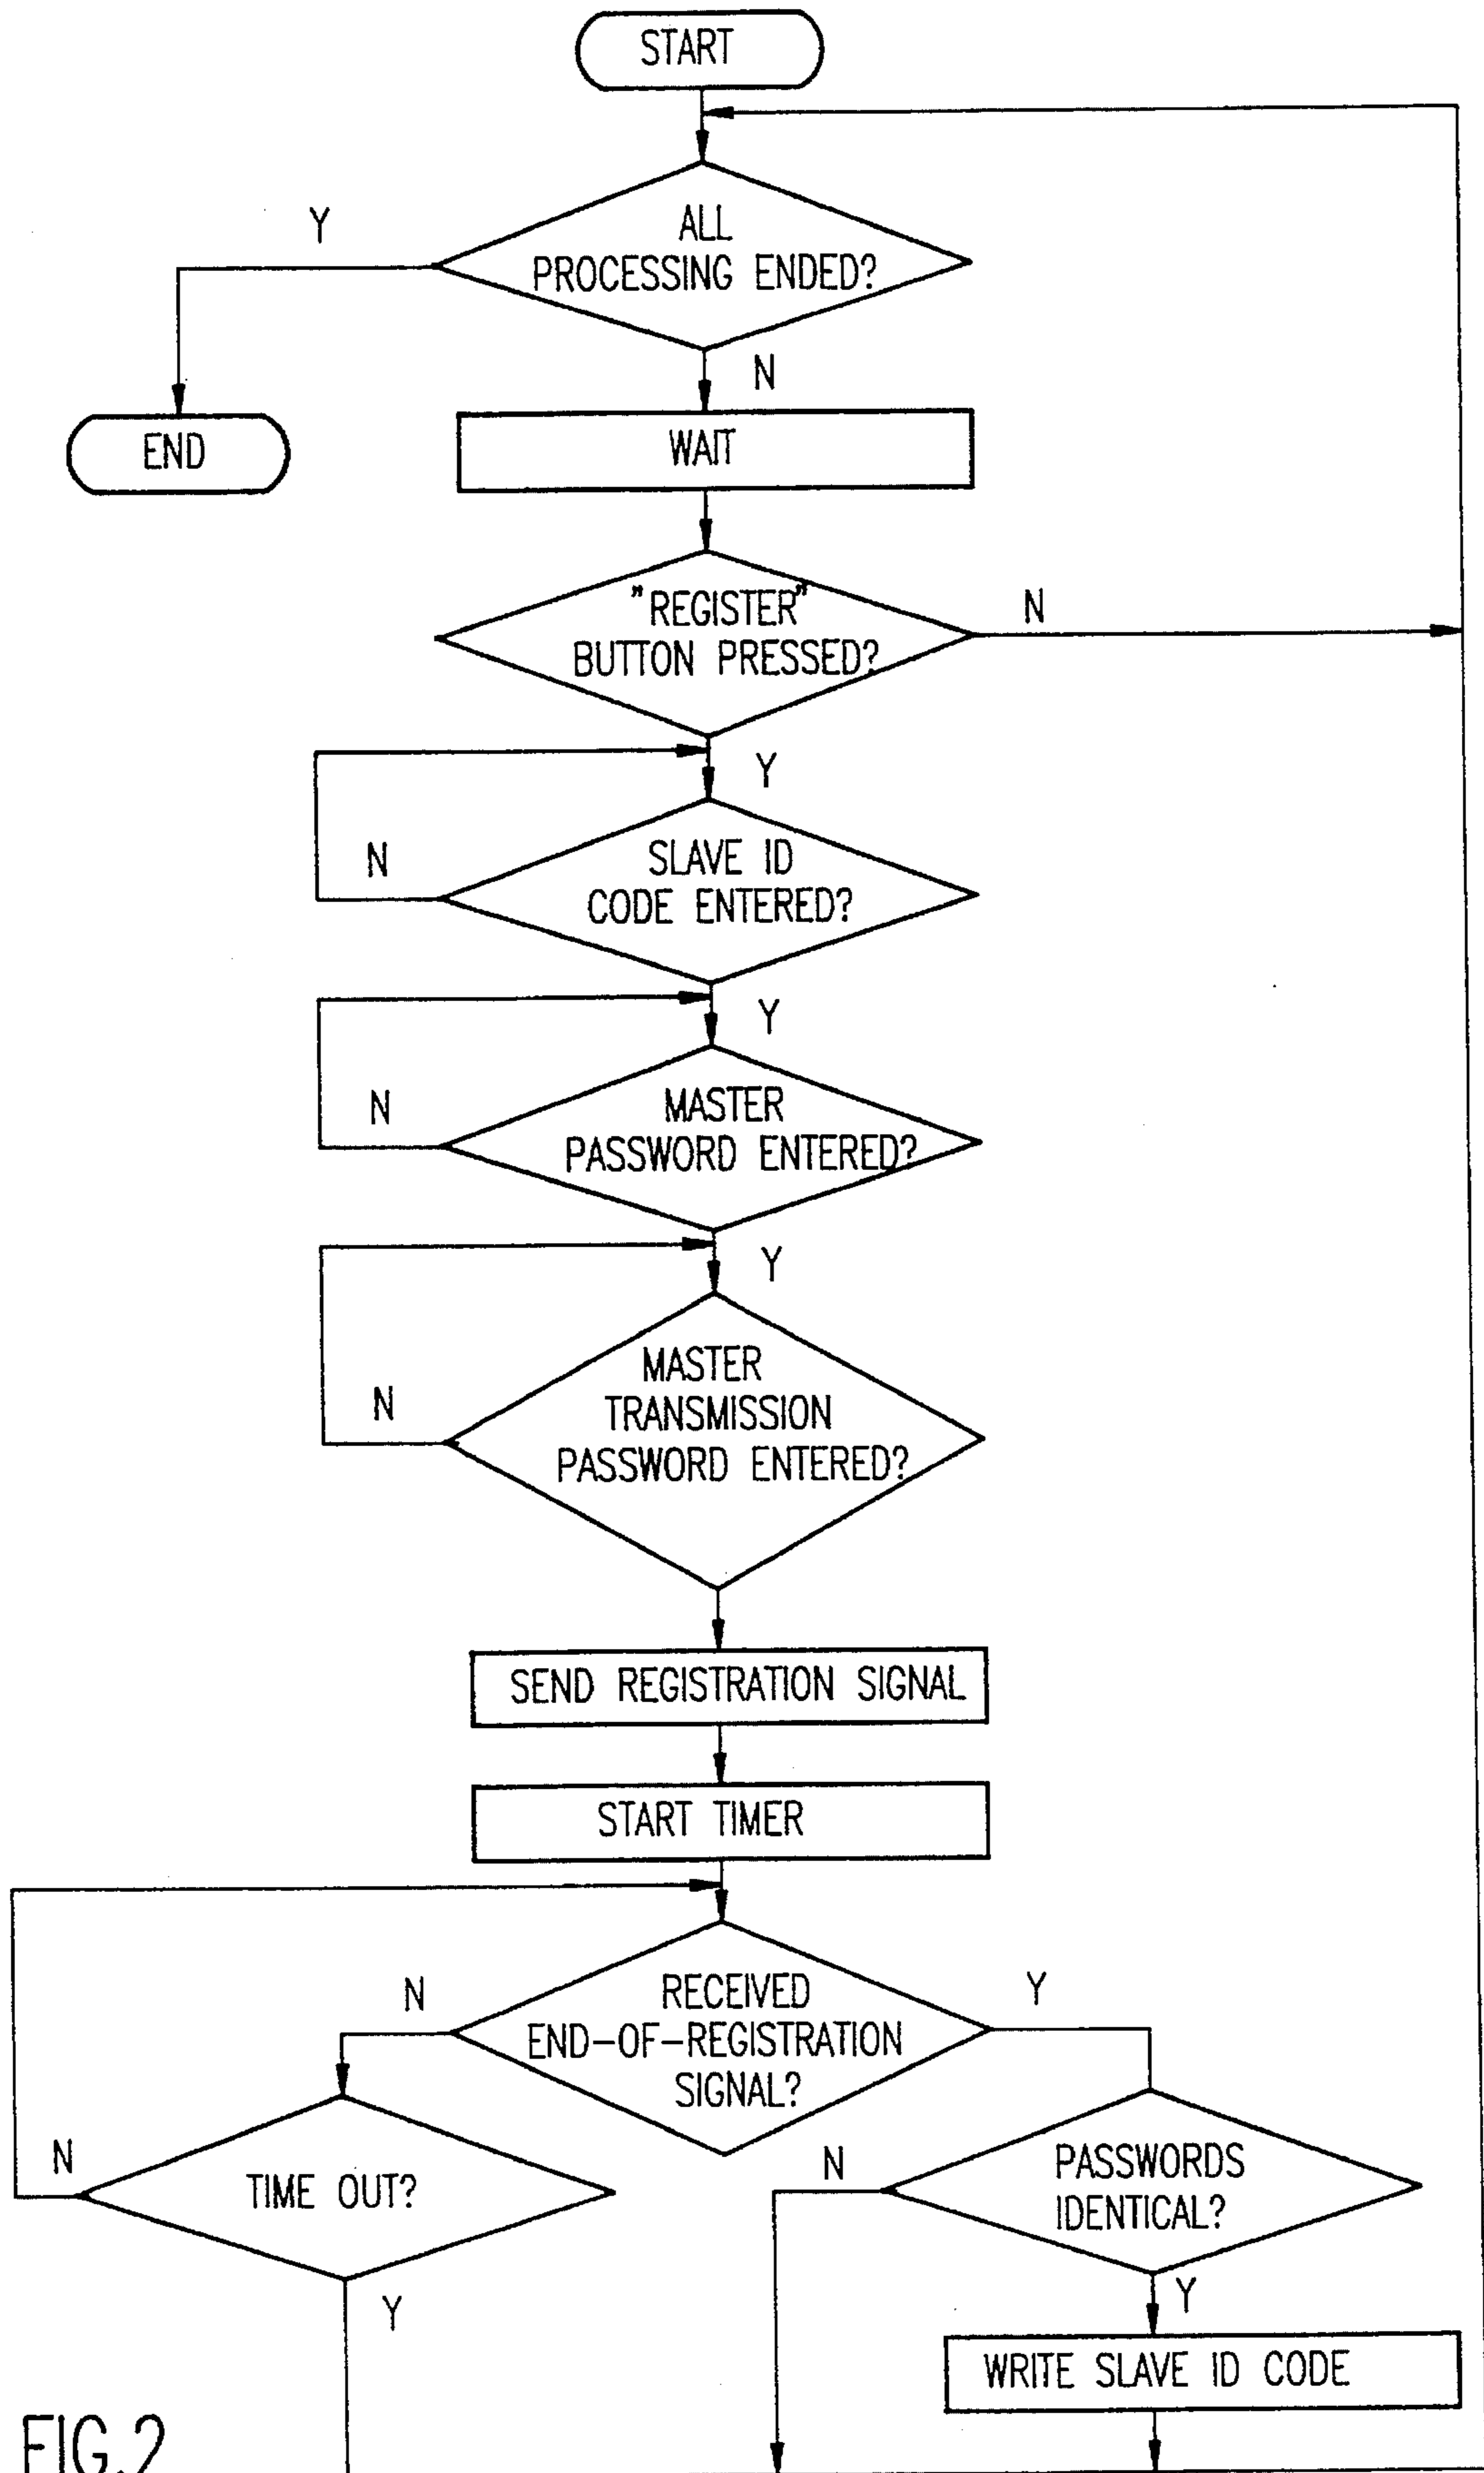 START
Y
ALL
PROCESSING ENDED?
N
END
WAIT
"REGISTER"
BUTTON PRESSED?
N
Y
N
SLAVE ID
CODE ENTERED?
Y
N
MASTER
PASSWORD ENTERED?
Y
N
MASTER
TRANSMISSION
PASSWORD ENTERED?
SEND REGISTRATION SIGNAL
START TIMER
N
RECEIVED
END-OF-REGISTRATION
SIGNAL?
Y
N
TIME OUT?
N
PASSWORDS
IDENTICAL?
Y
Y
WRITE SLAVE ID CODE
FIG.2